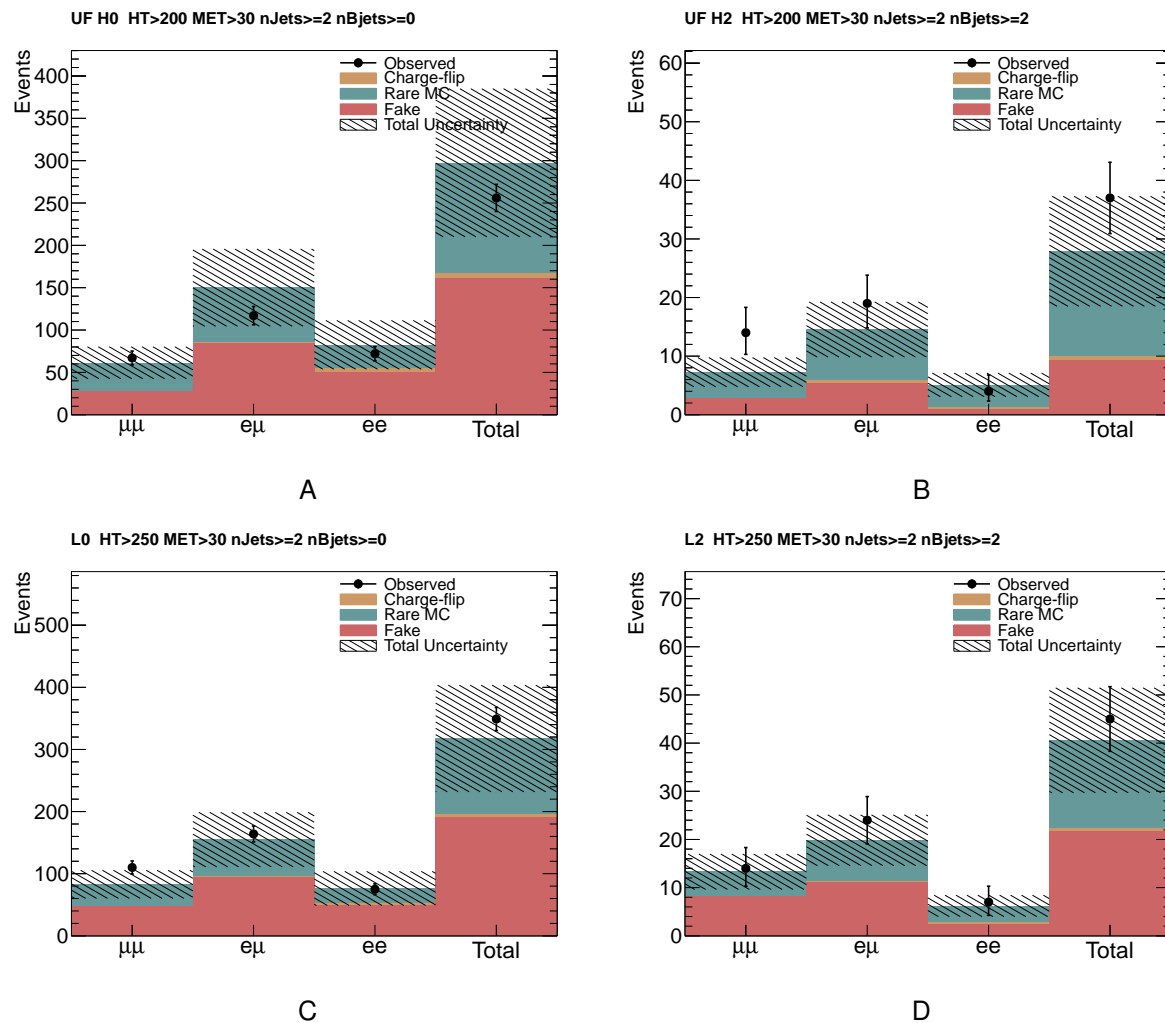 UF H0 HT>200 MET>30 nJets>=2 nBjets>=0
Events
400
350
300
250
200
150
100
50
0
Observed
Charge-flip
Rare MC
Fake
Total Uncertainty
μμ
eμ
ee
Total
A
UF H2 HT>200 MET>30 nJets>=2 nBjets>=2
Events
60
50
40
30
20
10
0
Observed
Charge-flip
Rare MC
Fake
Total Uncertainty
μμ
eμ
ee
Total
B
L0 HT>250 MET>30 nJets>=2 nBjets>=0
Events
500
400
300
200
100
0
Observed
Charge-flip
Rare MC
Fake
Total Uncertainty
μμ
eμ
ee
Total
C
L2 HT>250 MET>30 nJets>=2 nBjets>=2
Events
70
60
50
40
30
20
10
0
Observed
Charge-flip
Rare MC
Fake
Total Uncertainty
μμ
eμ
ee
Total
D